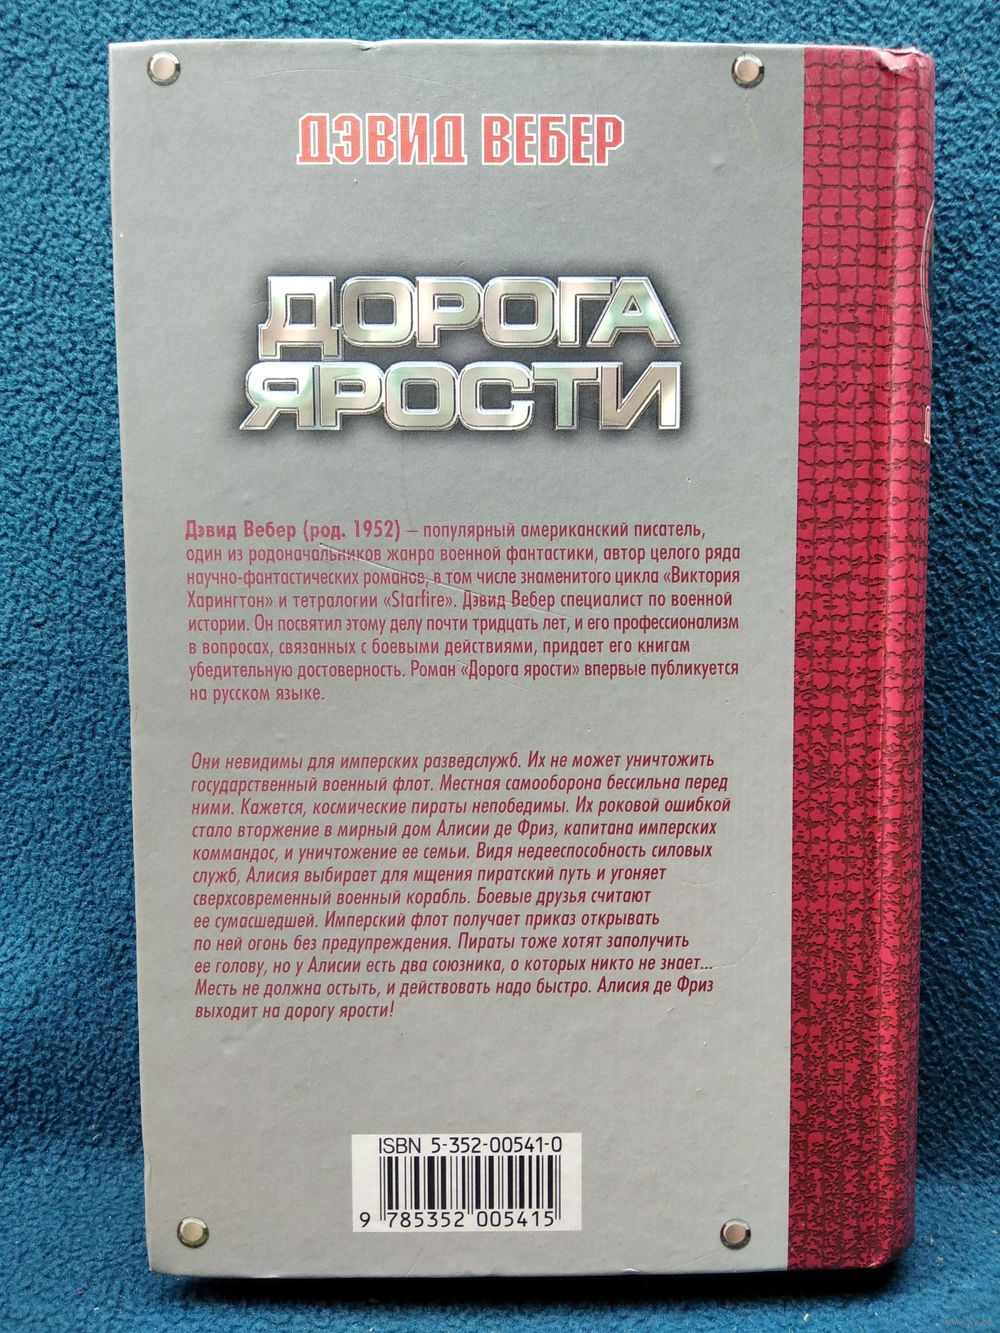 ДЭВИД ВЕБЕР
ДОРОГА
ЯРОСТИ
Дэвид Вебер (род. 1952) – популярный американский писатель,
один из родоначальников жанра военной фантастики, автор целого ряда
научно-фантастических романов, в том числе знаменитого цикла «Виктория
Харингтон» и тетралогии «Starfire». Дэвид Вебер специалист по военной
истории. Он посвятил этому делу почти тридцать лет, и его профессионализм
в вопросах, связанных с боевыми действиями, придает его книгам
убедительную достоверность. Роман «Дорога ярости» впервые публикуется
на русском языке.
Они невидимы для имперских разведслужб. Их не может уничтожить
государственный военный флот. Местная самооборона бессильна перед
ними. Кажется, космические пираты непобедимы. Их роковой ошибкой
стало вторжение в мирный дом Алисии де Фриз, капитана имперских
коммандос, и уничтожение ее семьи. Видя недееспособность силовых
служб, Алисия выбирает для мщения пиратский путь и угоняет
сверхсовременный военный корабль. Боевые друзья считают
ее сумасшедшей. Имперский флот получает приказ открывать
по ней огонь без предупреждения. Пираты тоже хотят заполучить
ее голову, но у Алисии есть два союзника, о которых никто не знает...
Месть не должна остыть, и действовать надо быстро. Алисия де Фриз
выходит на дорогу ярости!
ISBN 5-352-00541-0
9 785352 005415